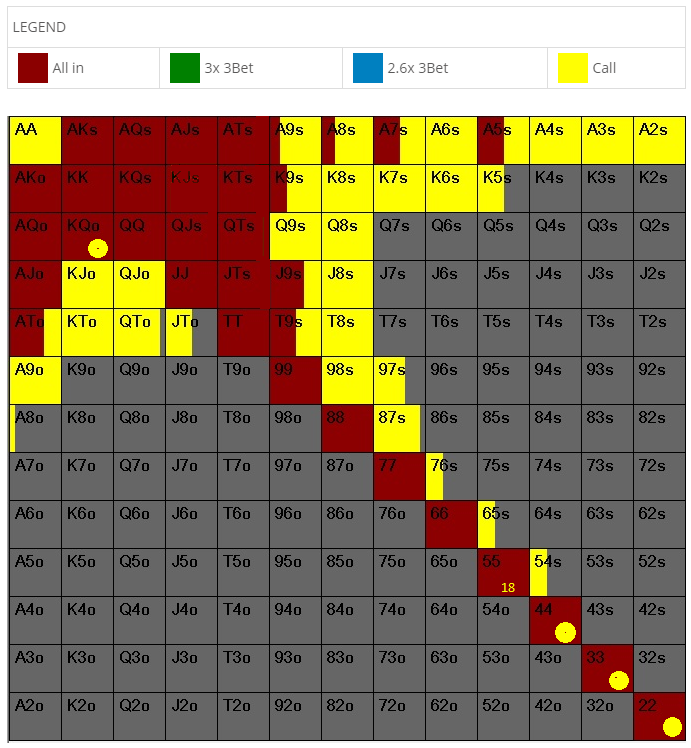 LEGEND
All in 3x 3Bet 2.6x 3Bet Call
AA AKs AQs AJs ATs A9s A8s A7s A6s A5s A4s A3s A2s
AKo KK KQs KJs KTs K9s K8s K7s K6s K5s K4s K3s K2s
AQo KQo QQ QJs QTs Q9s Q8s Q7s Q6s Q5s Q4s Q3s Q2s
AJo KJo QJo JJ JTs J9s J8s J7s J6s J5s J4s J3s J2s
ATo KTo QTo JTo TT T9s T8s T7s T6s T5s T4s T3s T2s
A9o K9o Q9o J9o T9o 99 98s 97s 96s 95s 94s 93s 92s
A8o K8o Q8o J8o T8o 98o 88 87s 86s 85s 84s 83s 82s
A7o K7o Q7o J7o T7o 97o 87o 77 76s 75s 74s 73s 72s
A6o K6o Q6o J6o T6o 96o 86o 76o 66 65s 64s 63s 62s
A5o K5o Q5o J5o T5o 95o 85o 75o 65o 55 54s 53s 52s
18
A4o K4o Q4o J4o T4o 94o 84o 74o 64o 54o 44 43s 42s
A3o K3o Q3o J3o T3o 93o 83o 73o 63o 53o 43o 33 32s
A2o K2o Q2o J2o T2o 92o 82o 72o 62o 52o 42o 32o 22